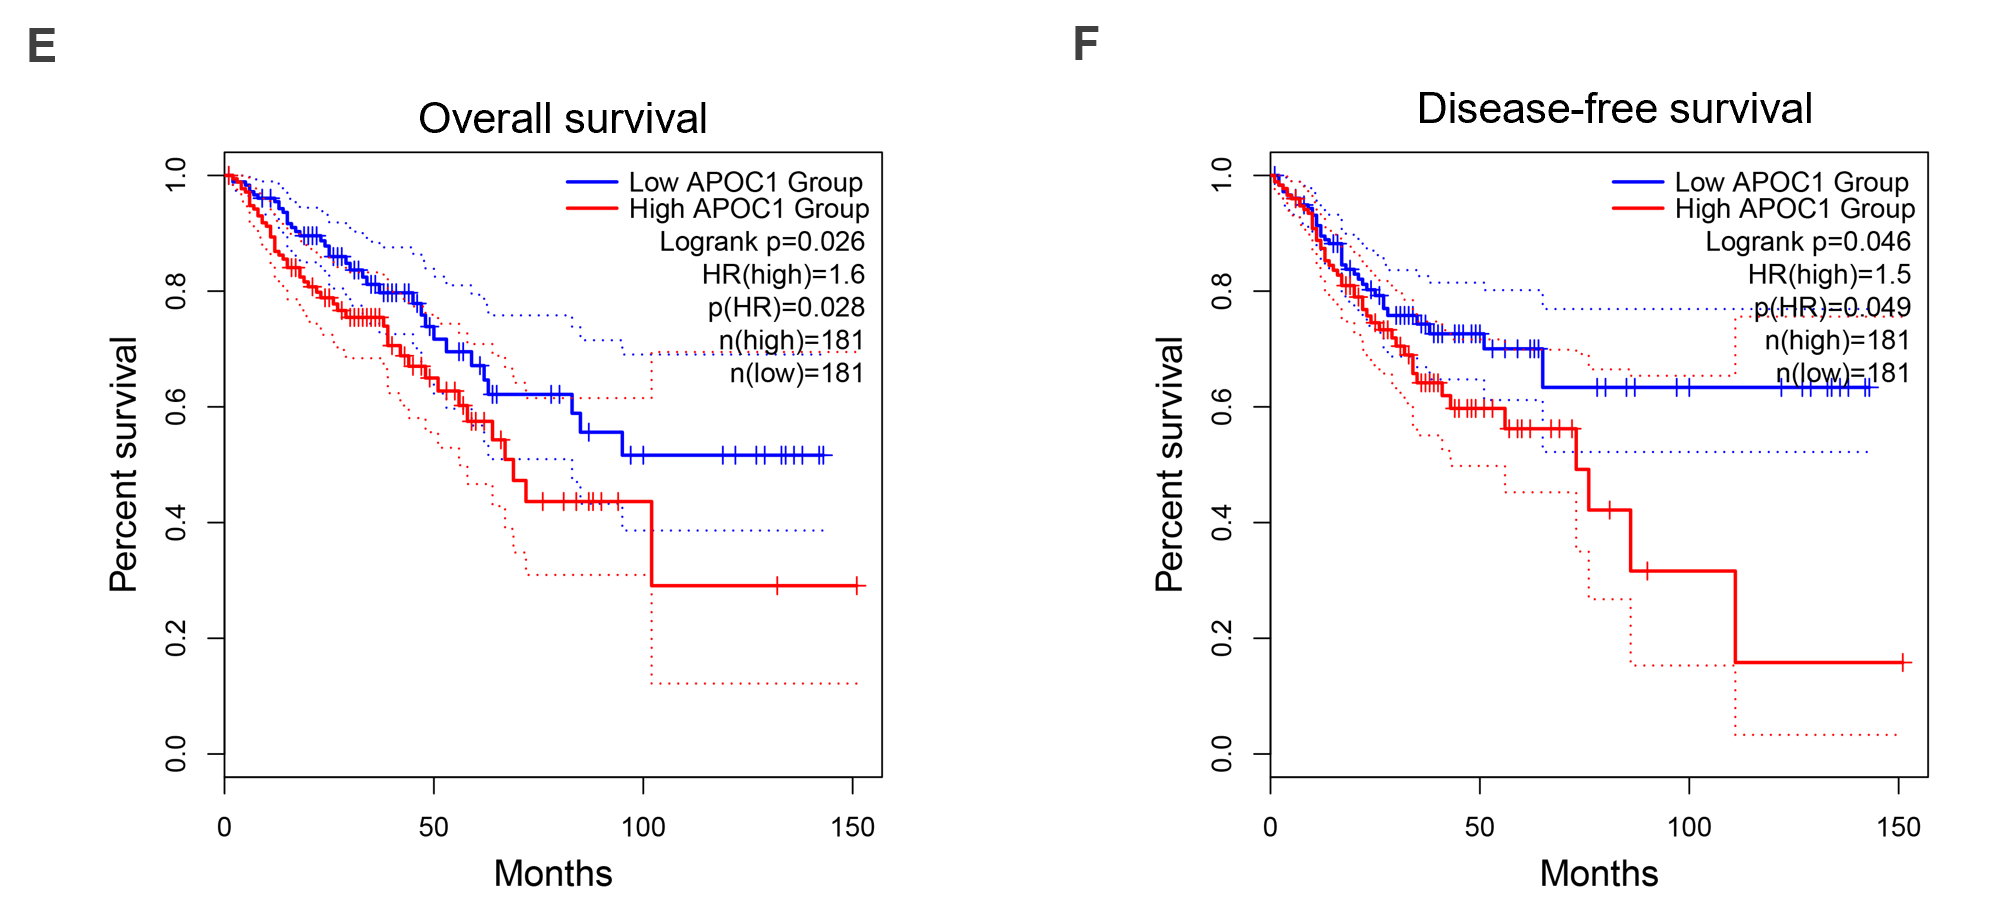 E
Overall survival
Low APOC1 Group
High APOC1 Group
Logrank p=0.026
HR(high)=1.6
p(HR)=0.028
n(high)=181
n(low)=181
Percent survival
1.0
0.8
0.6
0.4
0.2
0.0
0 50 100 150
Months
F
Disease-free survival
Low APOC1 Group
High APOC1 Group
Logrank p=0.046
HR(high)=1.5
p(HR)=0.049
n(high)=181
n(low)=181
Percent survival
1.0
0.8
0.6
0.4
0.2
0.0
0 50 100 150
Months